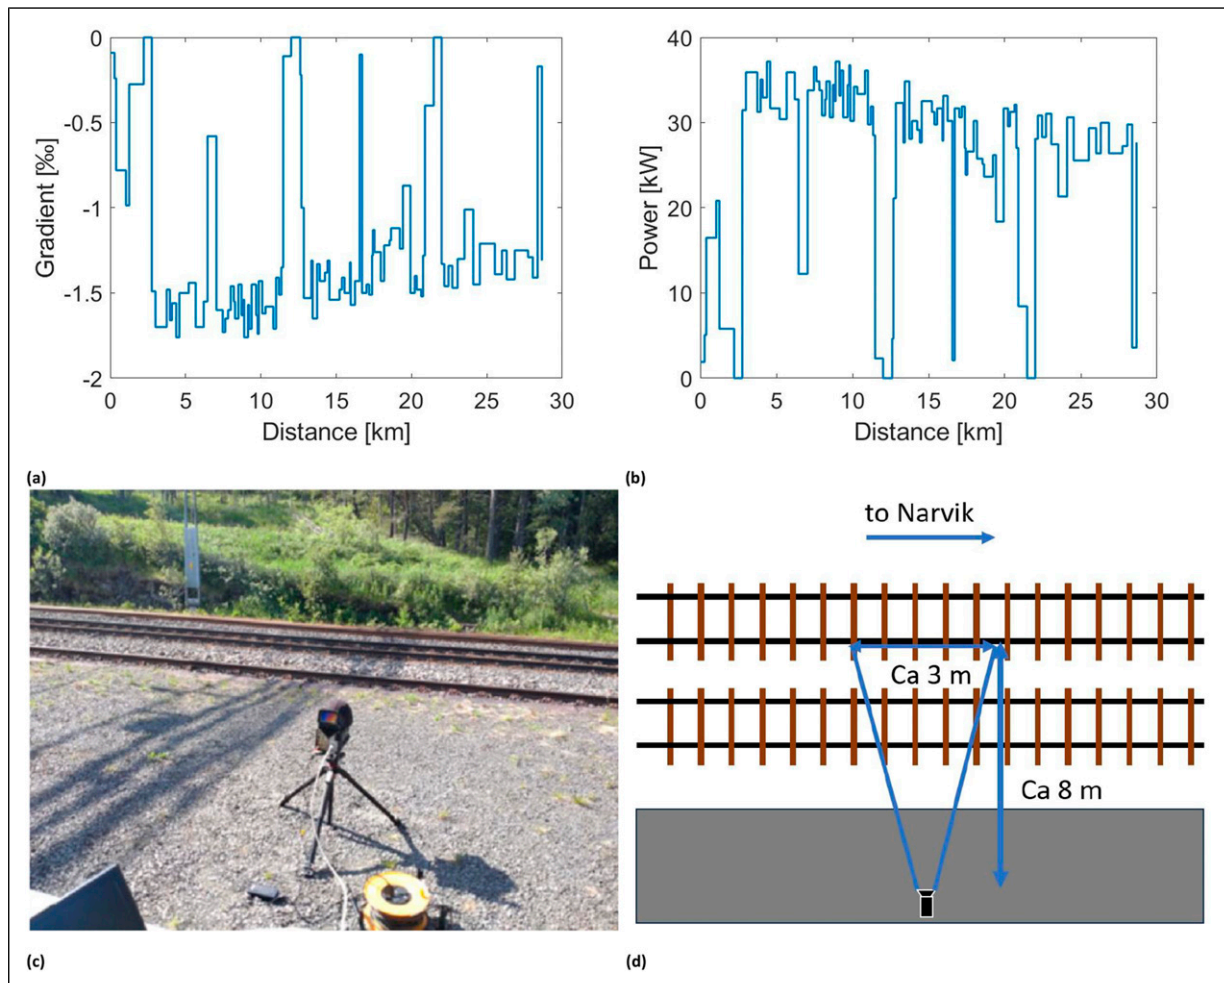 0
-0.5
-1
-1.5
-2
Gradient [‰]
0 5 10 15 20 25 30
Distance [km]
(a)
40
30
20
10
0
Power [kW]
0 5 10 15 20 25 30
Distance [km]
(b)
(c)
to Narvik
Ca 3 m
Ca 8 m
(d)